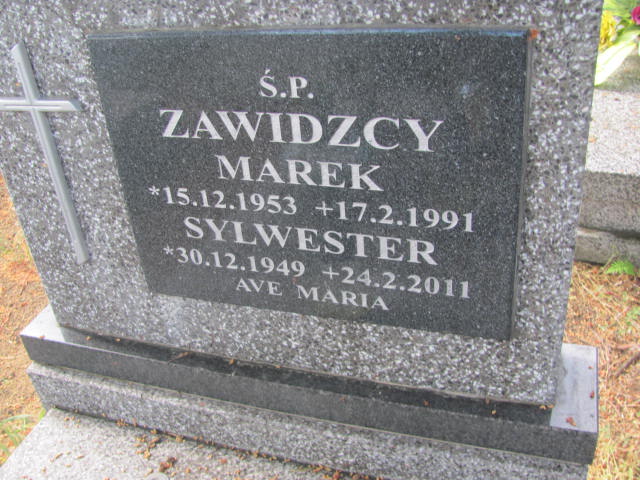 Ś.P.
ZAWIDZCY
MAREK
*15.12.1953 +17.2.1991
SYLWESTER
*30.12.1949 +24.2.2011
AVE MARIA